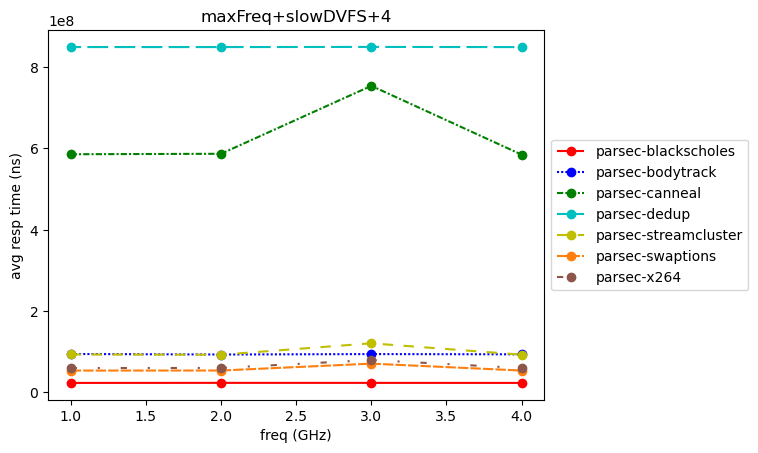 maxFreq+slowDVFS+4
1e8
8
6
4
2
0
avg resp time (ns)
1.0 1.5 2.0 2.5 3.0 3.5 4.0
freq (GHz)
parsec-blackscholes
parsec-bodytrack
parsec-canneal
parsec-dedup
parsec-streamcluster
parsec-swaptions
parsec-x264